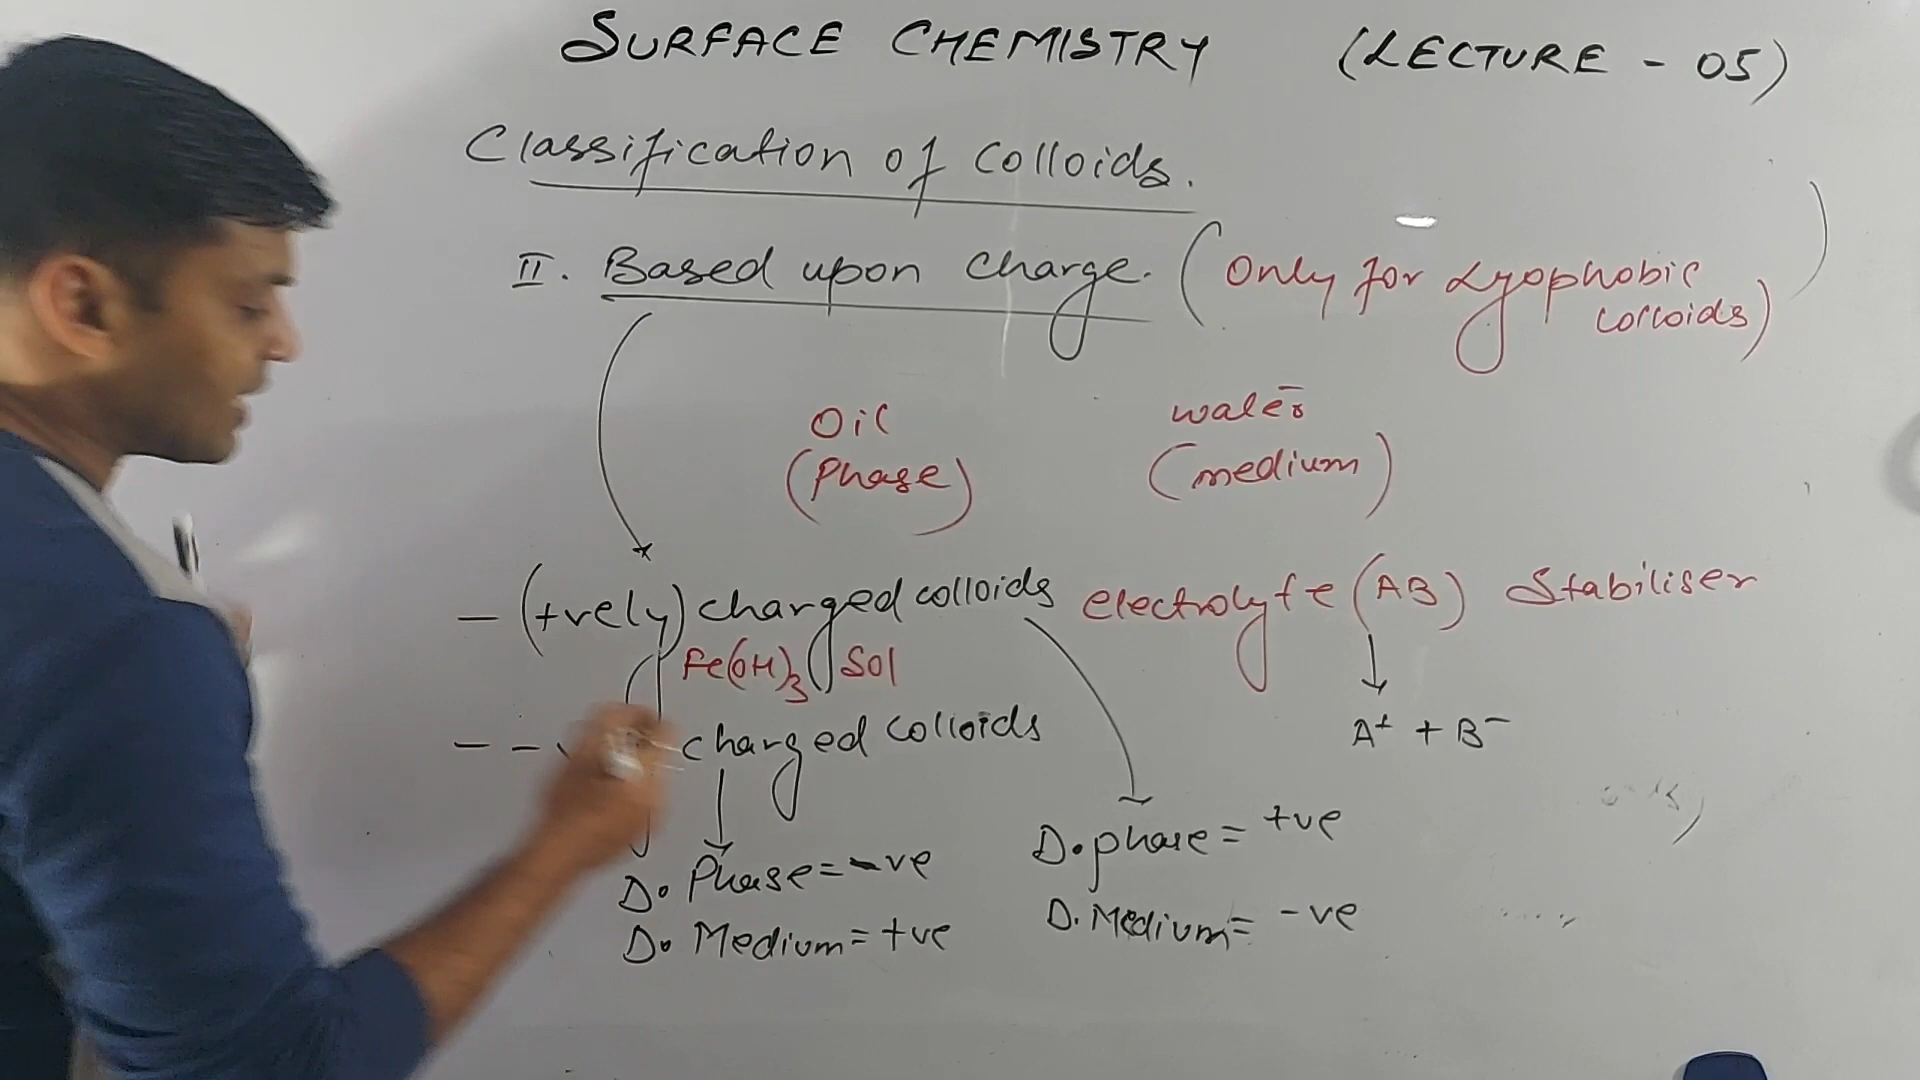 SURFACE CHEMISTRY (LECTURE - 05)
Classification of Colloids.
II. Based upon charge. (Only for Lyophobic
colloids)
Oil water
(Phase) (medium)
- (+vely) charged colloids electrolyte (AB) Stabiliser
Fe(OH)3 Sol
A+ + B-
charged colloids
D. Phase = -ve
D. Medium = +ve
D. phase = +ve
D. Medium = -ve